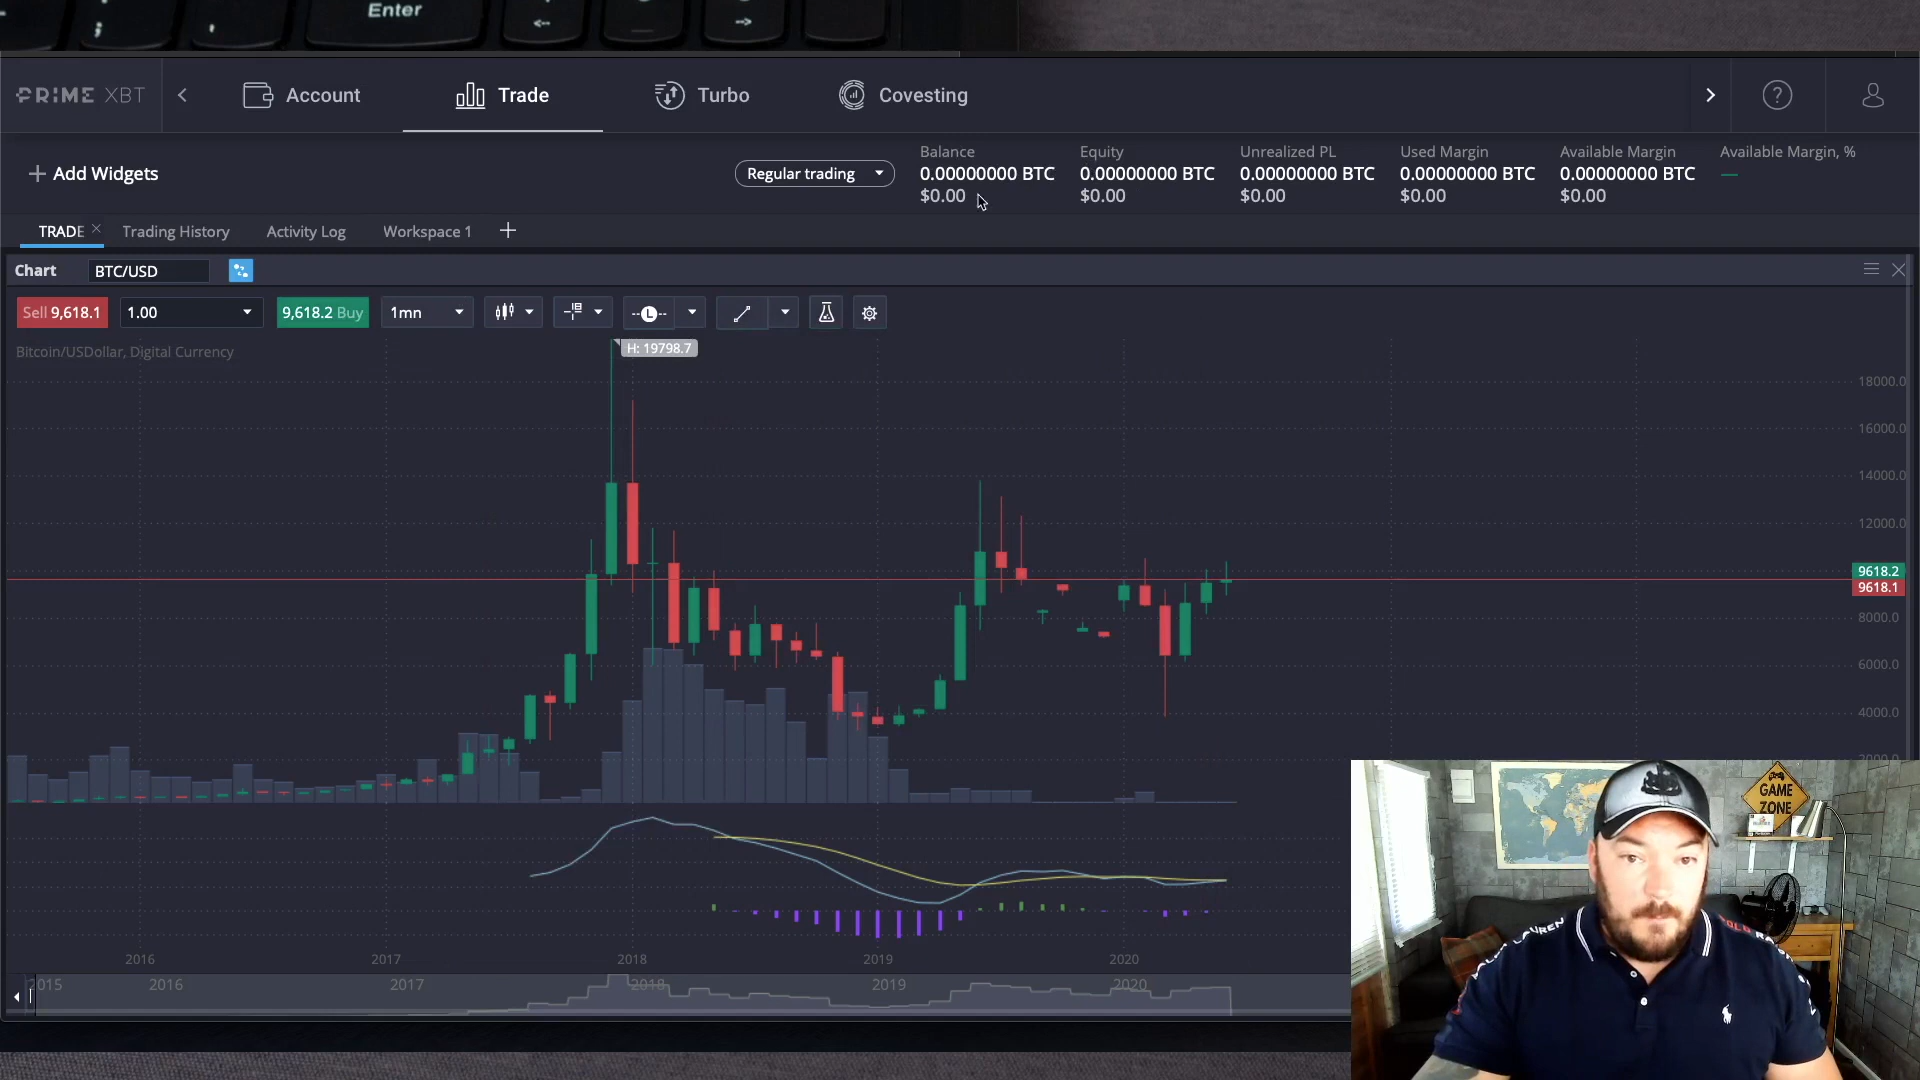 Enter
;
,
<--
-->
PRIME XBT
Account
Trade
Turbo
Covesting
?
+ Add Widgets
Regular trading
Balance
0.00000000 BTC
$0.00
Equity
0.00000000 BTC
$0.00
Unrealized PL
0.00000000 BTC
$0.00
Used Margin
0.00000000 BTC
$0.00
Available Margin
0.00000000 BTC
$0.00
Available Margin, %
—
TRADE
Trading History
Activity Log
Workspace 1
+
Chart
BTC/USD
Sell 9,618.1
1.00
9,618.2 Buy
1mn
L
Bitcoin/USDollar, Digital Currency
H: 19798.7
18000.0
16000.0
14000.0
12000.0
9618.2
9618.1
8000.0
6000.0
4000.0
2000.0
2016
2017
2018
2019
2020
2015
2016
2017
2018
2019
2020
GAME
ZONE